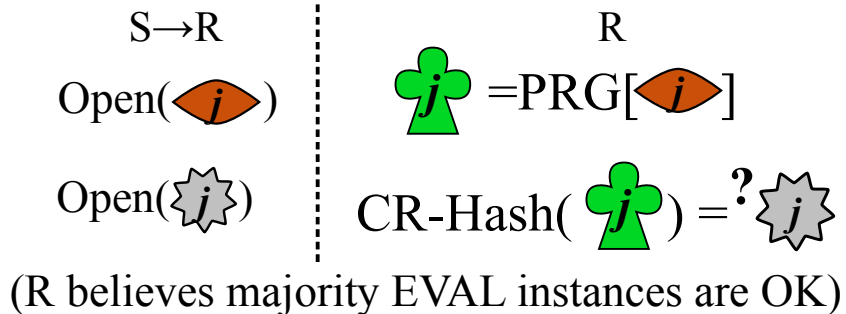 S→R
Open(j)
Open(j)
R
j =PRG[j]
CR-Hash(j) =? j
(R believes majority EVAL instances are OK)